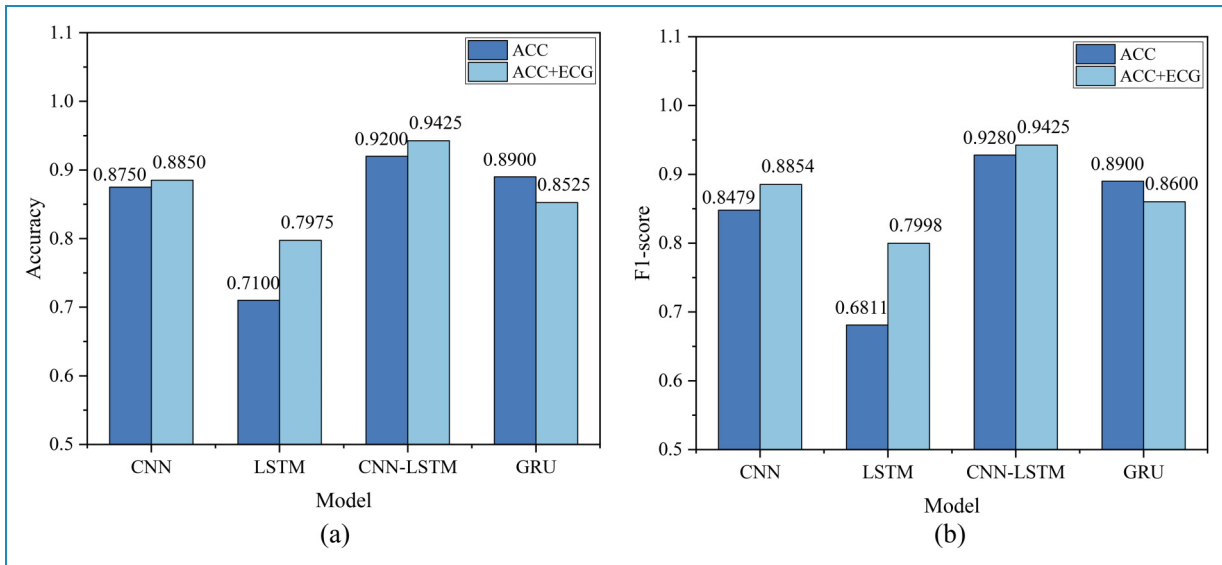 1.1
1.0
0.9
0.8
0.7
0.6
0.5
Accuracy
ACC
ACC+ECG
0.8750
0.8850
0.7100
0.7975
0.9200
0.9425
0.8900
0.8525
CNN
LSTM
CNN-LSTM
GRU
Model
(a)
1.1
1.0
0.9
0.8
0.7
0.6
0.5
F1-score
ACC
ACC+ECG
0.8479
0.8854
0.6811
0.7998
0.9280
0.9425
0.8900
0.8600
CNN
LSTM
CNN-LSTM
GRU
Model
(b)